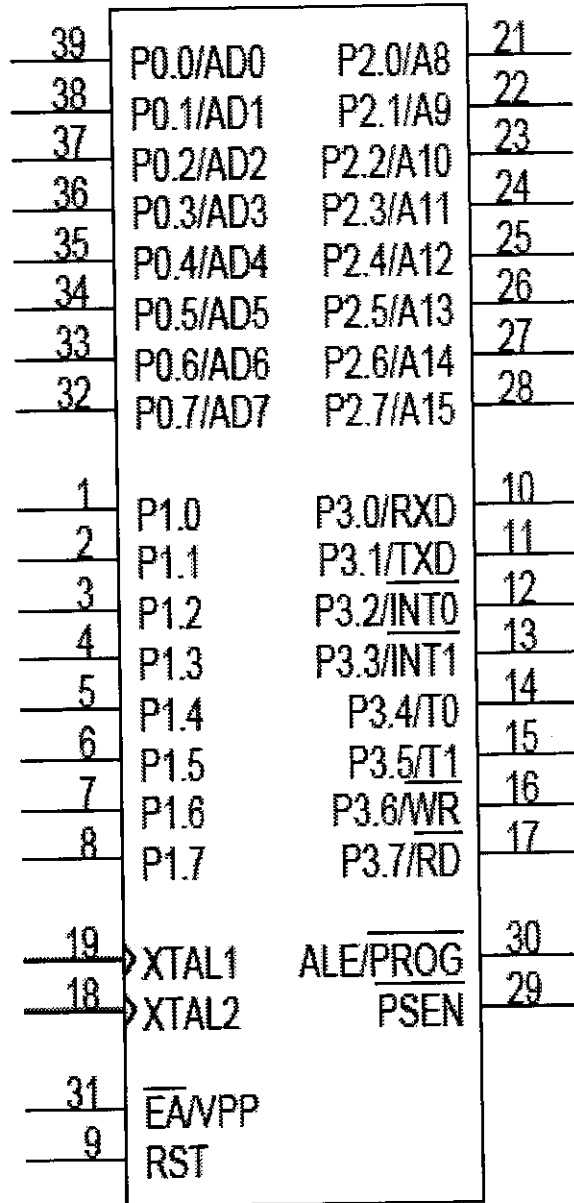 39 P0.0/AD0 P2.0/A8 21
38 P0.1/AD1 P2.1/A9 22
37 P0.2/AD2 P2.2/A10 23
36 P0.3/AD3 P2.3/A11 24
35 P0.4/AD4 P2.4/A12 25
34 P0.5/AD5 P2.5/A13 26
33 P0.6/AD6 P2.6/A14 27
32 P0.7/AD7 P2.7/A15 28
1 P1.0 P3.0/RXD 10
2 P1.1 P3.1/TXD 11
3 P1.2 P3.2/INT0 12
4 P1.3 P3.3/INT1 13
5 P1.4 P3.4/T0 14
6 P1.5 P3.5/T1 15
7 P1.6 P3.6/WR 16
8 P1.7 P3.7/RD 17
19 XTAL1 ALE/PROG 30
18 XTAL2 PSEN 29
31 EA/VPP
9 RST